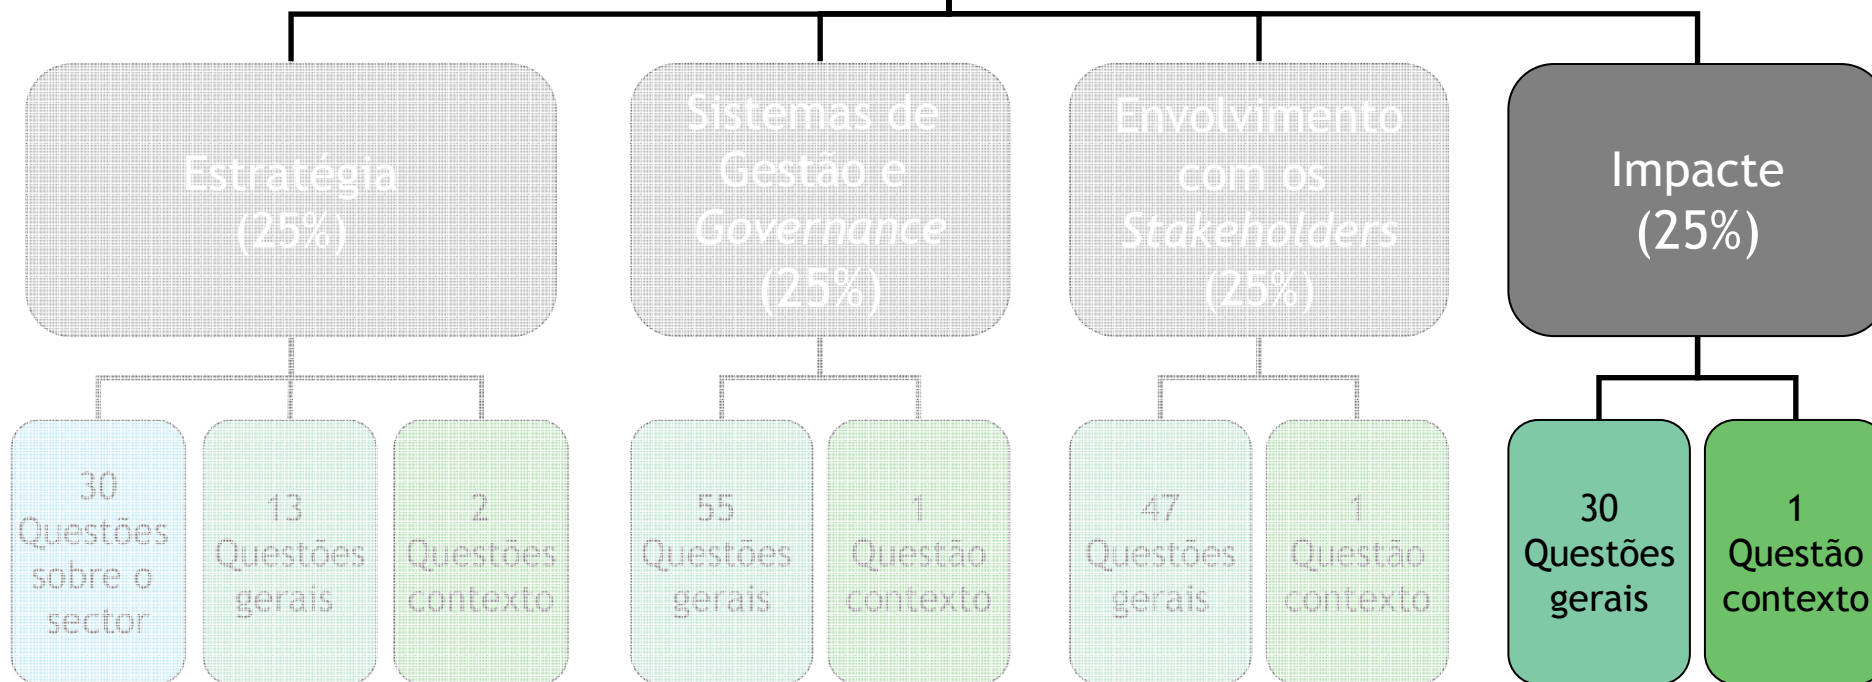 Estratégia
(25%)
Sistemas de
Gestão e
Governance
(25%)
Envolvimento
com os
Stakeholders
(25%)
Impacte
(25%)
30
Questões
sobre o
sector
13
Questões
gerais
2
Questões
contexto
55
Questões
gerais
1
Questão
contexto
47
Questões
gerais
1
Questão
contexto
30
Questões
gerais
1
Questão
contexto